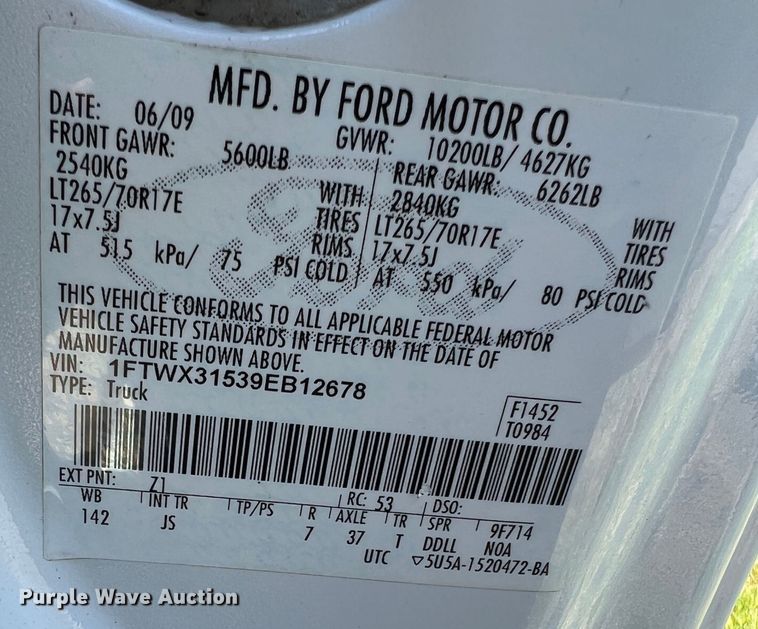 MFD. BY FORD MOTOR CO.
DATE: 06/09 GVWR: 10200LB/ 4627KG
FRONT GAWR: 5600LB REAR GAWR: 6262LB
2540KG WITH 2840KG WITH
LT265/70R17E TIRES LT265/70R17E TIRES
17x7.5J RIMS 17x7.5J RIMS
AT 515 kPa/ 75 PSI COLD AT 550 kPa/ 80 PSI COLD
Ford
THIS VEHICLE CONFORMS TO ALL APPLICABLE FEDERAL MOTOR
VEHICLE SAFETY STANDARDS IN EFFECT ON THE DATE OF
MANUFACTURE SHOWN ABOVE.
VIN: 1FTWX31539EB12678
TYPE: Truck
F1452
T0984
EXT PNT: Z1 RC: 53 DSO:
WB INT TR TP/PS R AXLE TR SPR 9F714
142 JS 7 37 T DDLL N0A
UTC ▽5U5A-1520472-BA
Purple Wave Auction